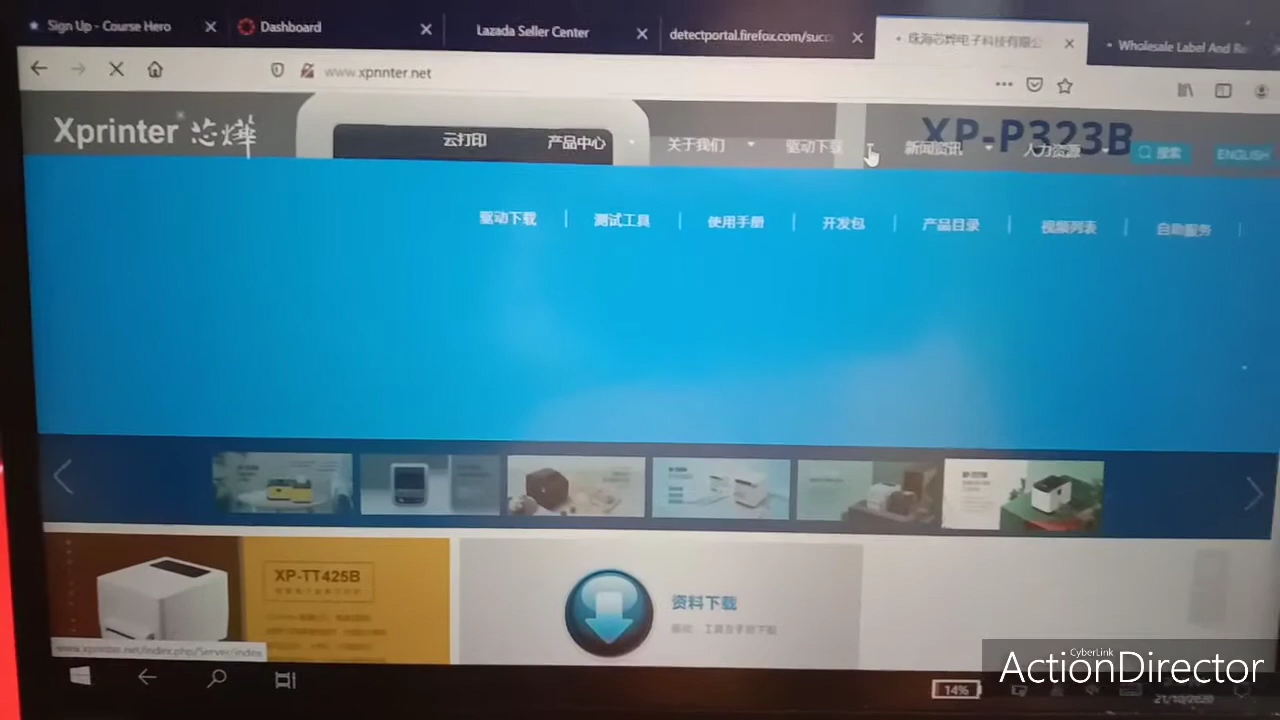 Sign Up - Course Hero
Dashboard
Lazada Seller Center
detectportal.firefox.com/succ
珠海芯烨电子科技有限公
Wholesale Label And Re
www.xprinter.net
Xprinter 芯烨
云打印
产品中心
关于我们
驱动下载
新闻资讯
人力资源
搜索
ENGLISH
XP-P323B
驱动下载
测试工具
使用手册
开发包
产品目录
视频列表
自助服务
XP-TT425B
资料下载
驱动、工具及手册下载
www.xprinter.net/index.php/Server/index
CyberLink
ActionDirector
14%
21/10/2020